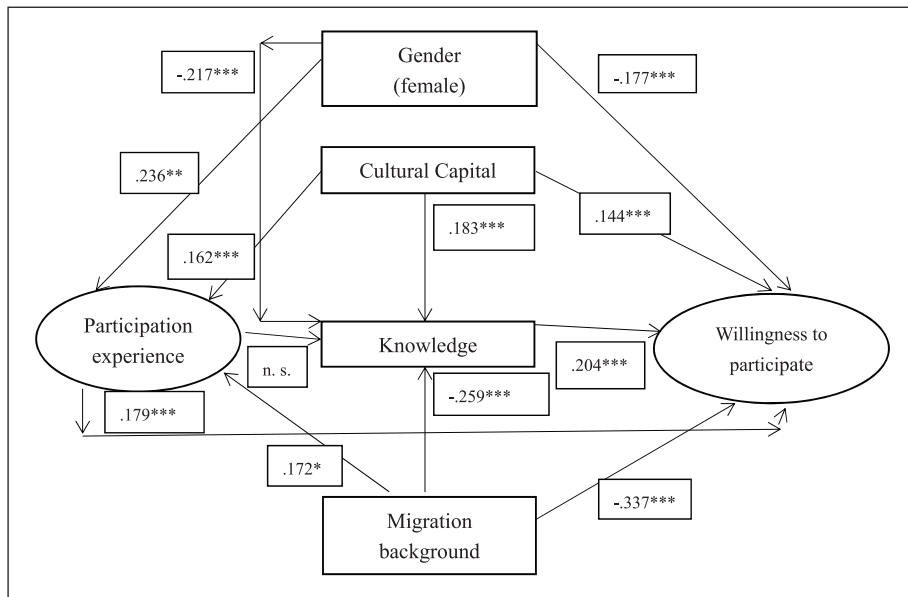 Gender
(female)
-.217***
-.177***
.236**
Cultural Capital
.183***
.144***
.162***
Participation
experience
Knowledge
Willingness to
participate
n. s.
.204***
.179***
-.259***
.172*
-.337***
Migration
background